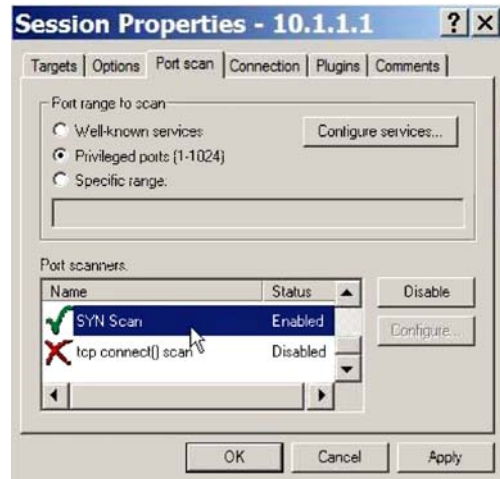 Session Properties - 10.1.1.1
Targets Options Port scan Connection Plugins Comments
Port range to scan
Well-known services Configure services...
Privileged ports (1-1024)
Specific range:
Port scanners.
Name Status Disable
SYN Scan Enabled Configure...
tcp connect() scan Disabled
OK Cancel Apply